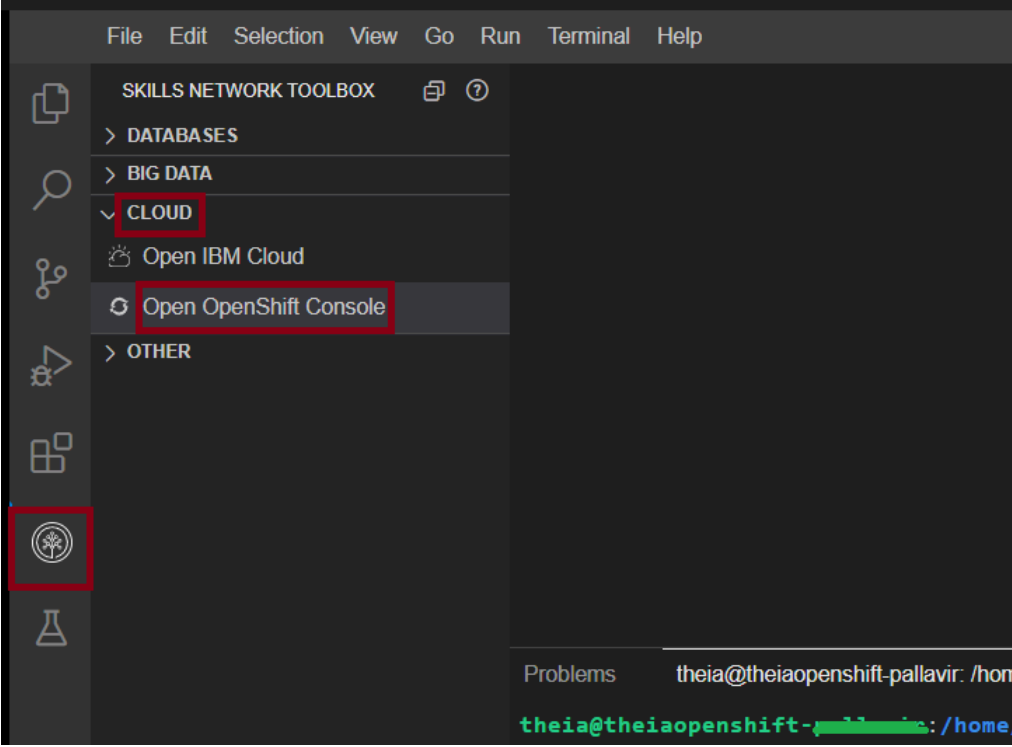 File Edit Selection View Go Run Terminal Help
SKILLS NETWORK TOOLBOX
DATABASES
BIG DATA
CLOUD
Open IBM Cloud
Open OpenShift Console
OTHER
Problems theia@theiaopenshift-pallavir: /hom
theia@theiaopenshift-:/home